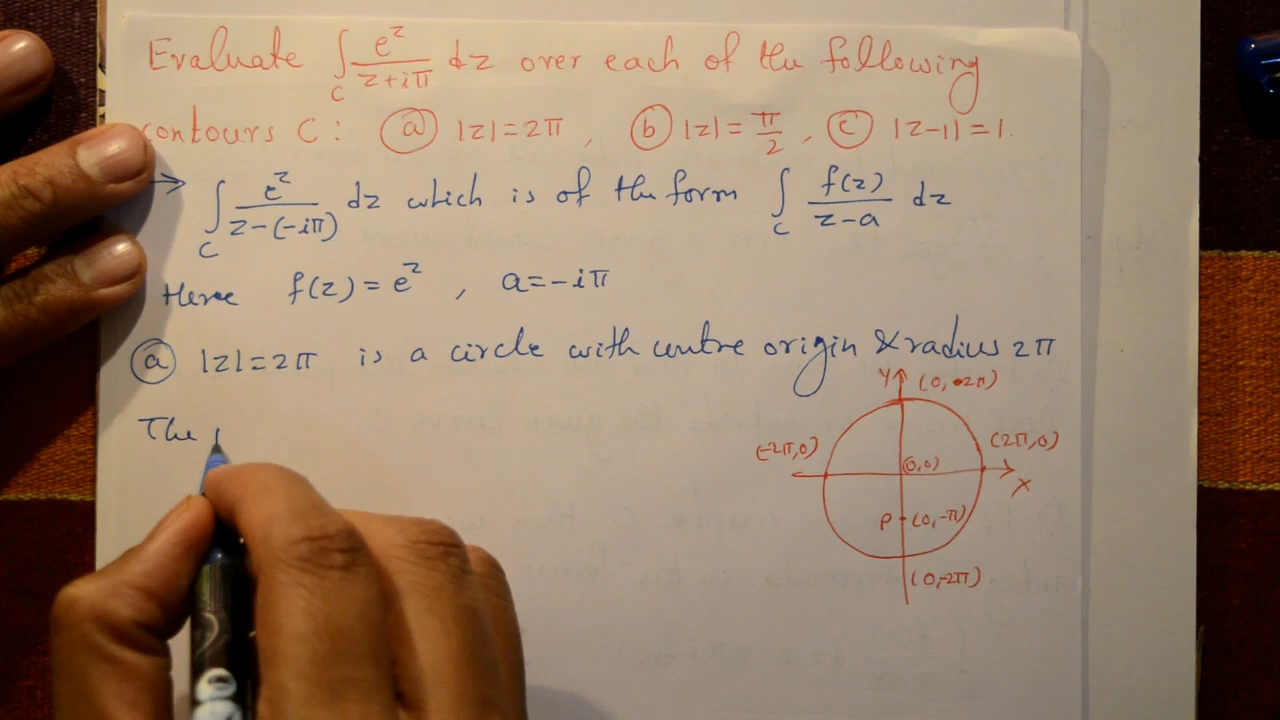 Evaluate ∫_C e^z/(z+iπ) dz over each of the following
contours C: ⓐ |z|=2π, ⓑ |z|=π/2, ⓒ |z-1|=1.
→ ∫_C e^z/(z-(-iπ)) dz which is of the form ∫_C f(z)/(z-a) dz
Here f(z)=e^z, a=-iπ
ⓐ |z|=2π is a circle with centre origin & radius 2π
Y (0, 2π)
The
(-2π,0) (2π,0)
(0,0)
X
P (0,-π)
(0,-2π)